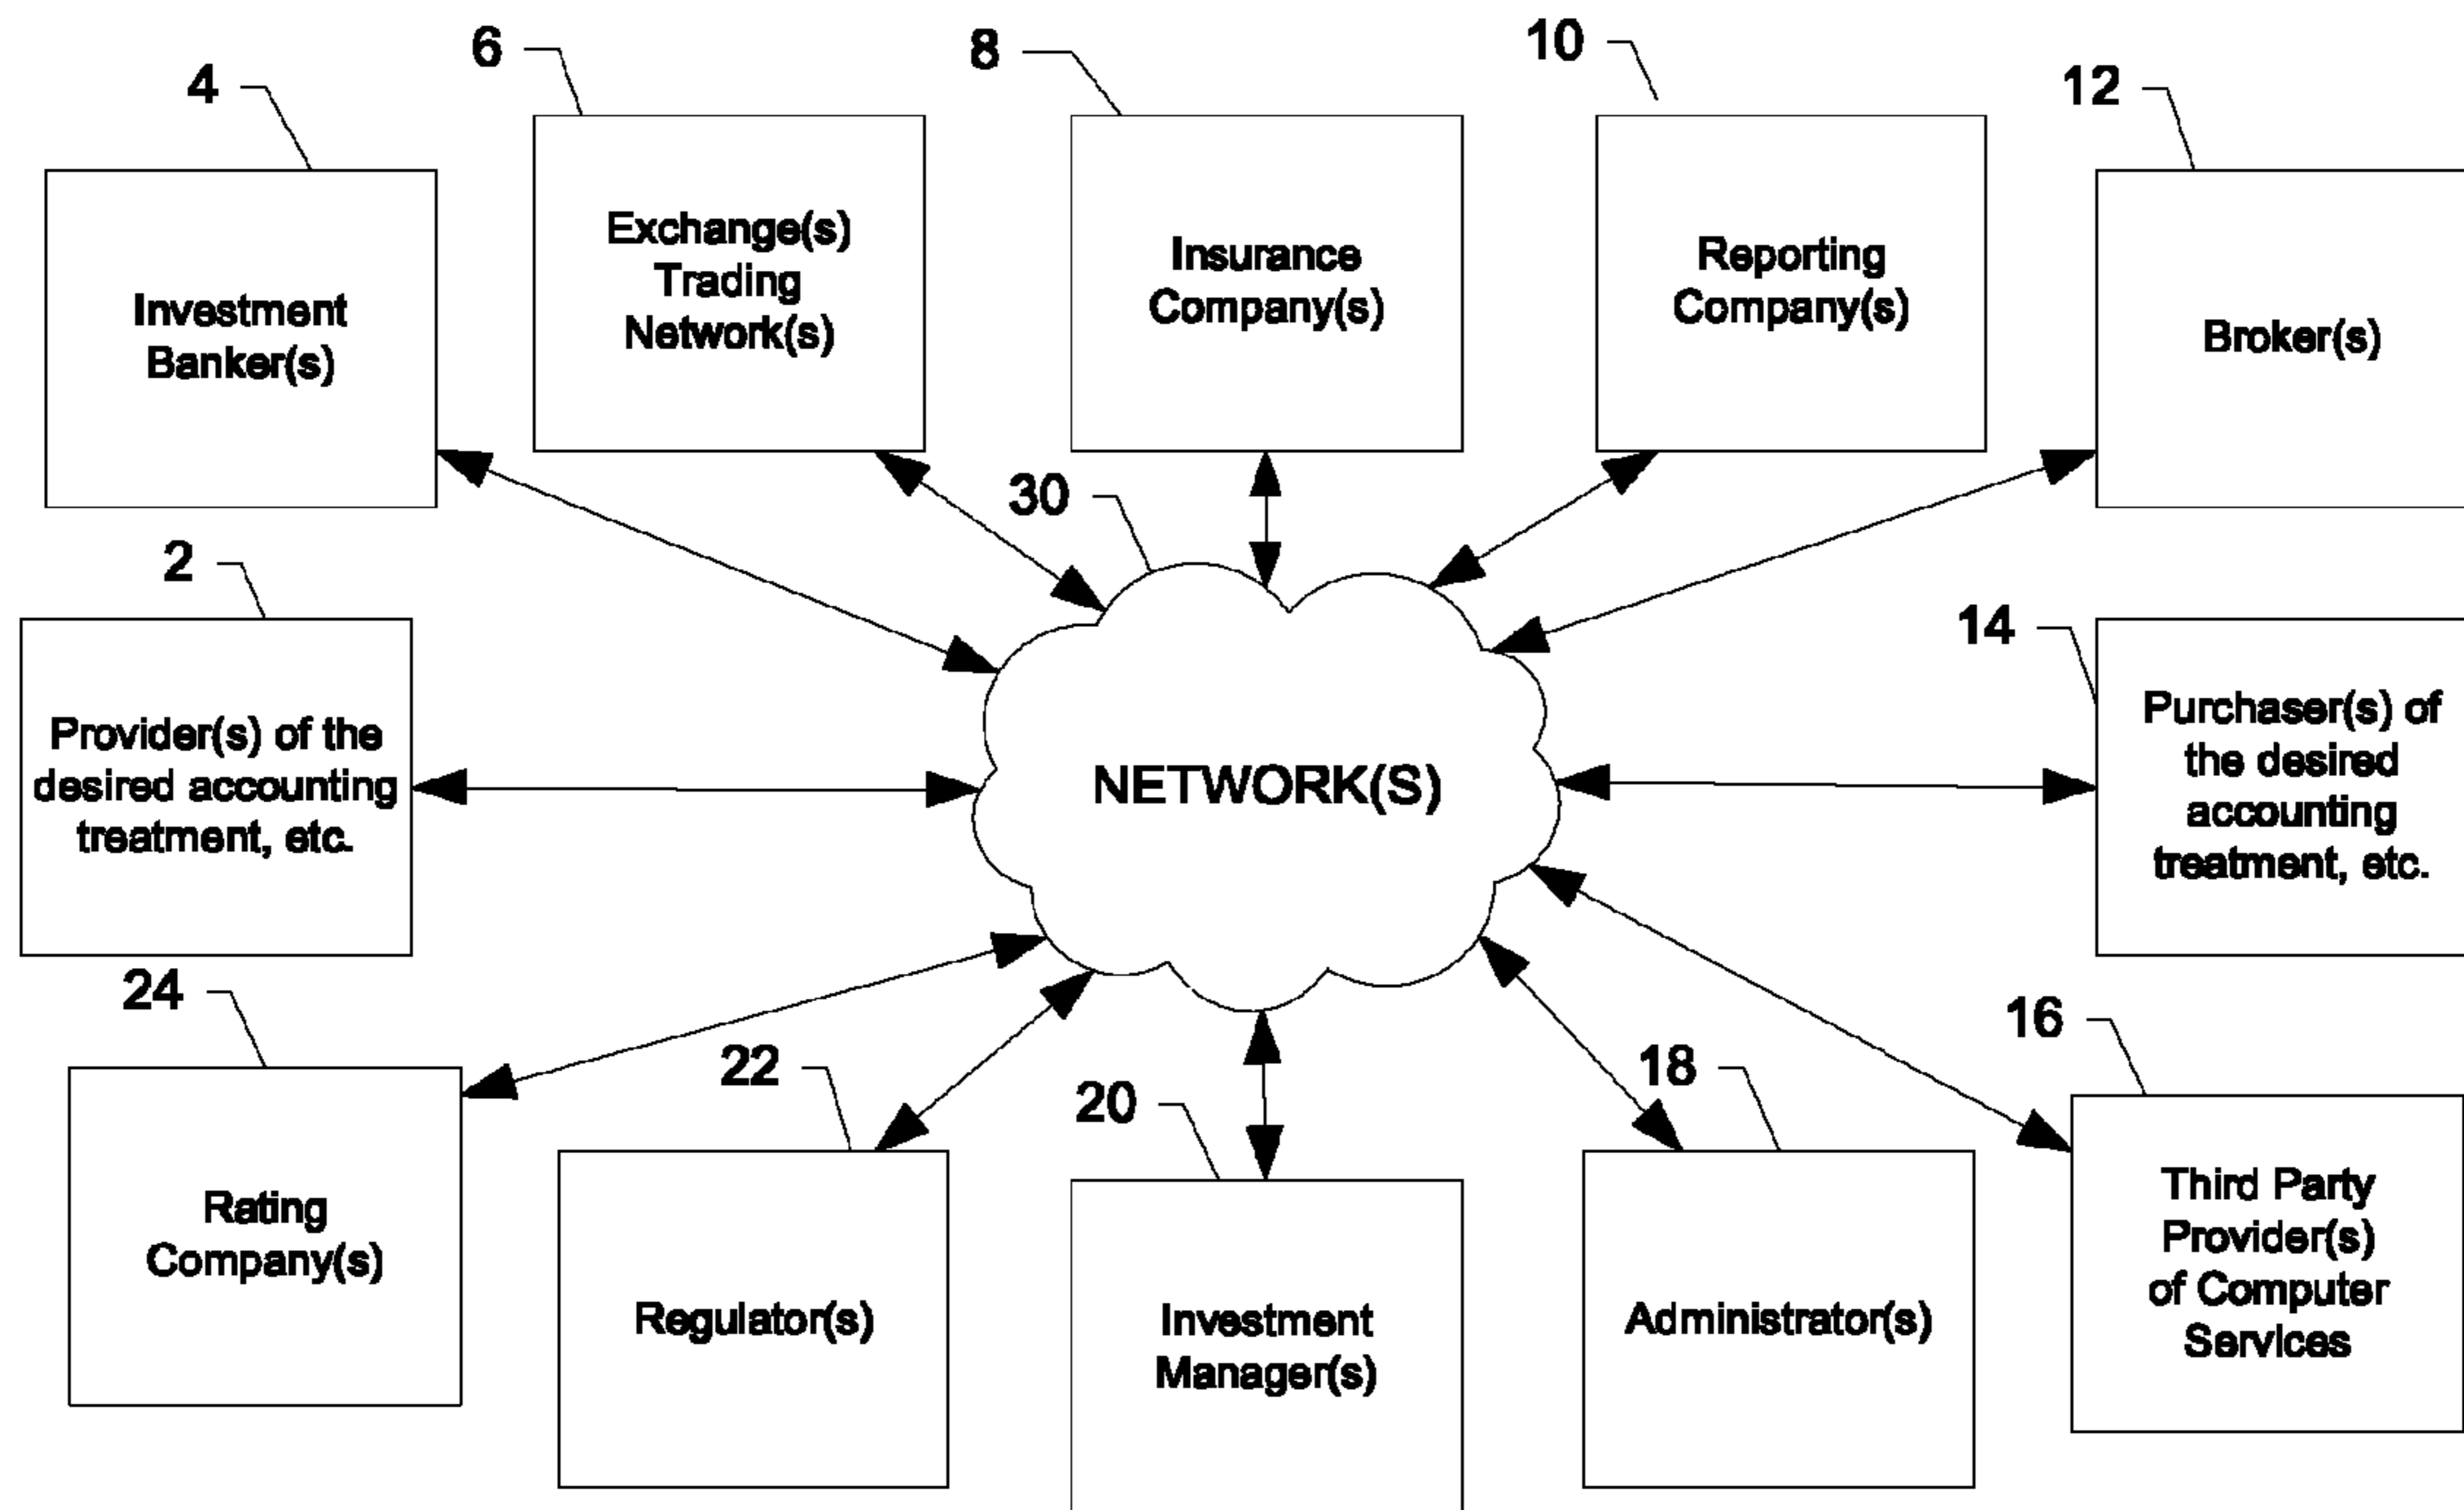 4
6
8
10
12
Investment
Banker(s)
Exchange(s)
Trading
Network(s)
Insurance
Company(s)
Reporting
Company(s)
Broker(s)
30
2
14
Provider(s) of the
desired accounting
treatment, etc.
NETWORK(S)
Purchaser(s) of
the desired
accounting
treatment, etc.
24
22
20
18
16
Rating
Company(s)
Regulator(s)
Investment
Manager(s)
Administrator(s)
Third Party
Provider(s)
of Computer
Services